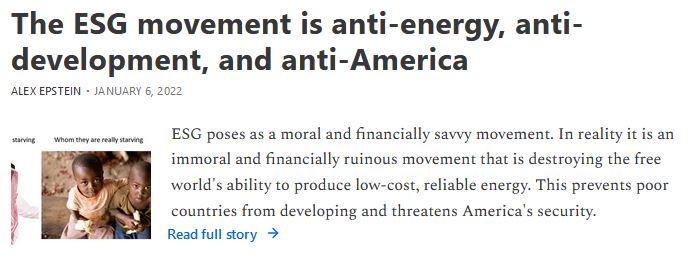 The ESG movement is anti-energy, anti-
development, and anti-America
ALEX EPSTEIN • JANUARY 6, 2022
starving
Whom they are really starving
ESG poses as a moral and financially savvy movement. In reality it is an
immoral and financially ruinous movement that is destroying the free
world's ability to produce low-cost, reliable energy. This prevents poor
countries from developing and threatens America's security.
Read full story →